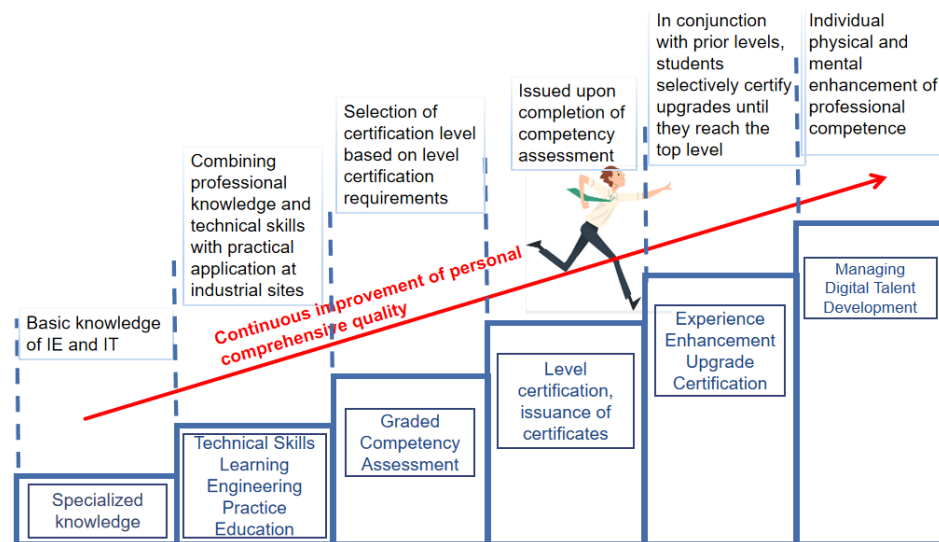 Basic knowledge
of IE and IT
Combining
professional
knowledge and
technical skills
with practical
application at
industrial sites
Selection of
certification level
based on level
certification
requirements
Issued upon
completion of
competency
assessment
In conjunction
with prior levels,
students
selectively certify
upgrades until
they reach the
top level
Individual
physical and
mental
enhancement of
professional
competence
Continuous improvement of personal
comprehensive quality
Specialized
knowledge
Technical Skills
Learning
Engineering
Practice
Education
Graded
Competency
Assessment
Level
certification,
issuance of
certificates
Experience
Enhancement
Upgrade
Certification
Managing
Digital Talent
Development